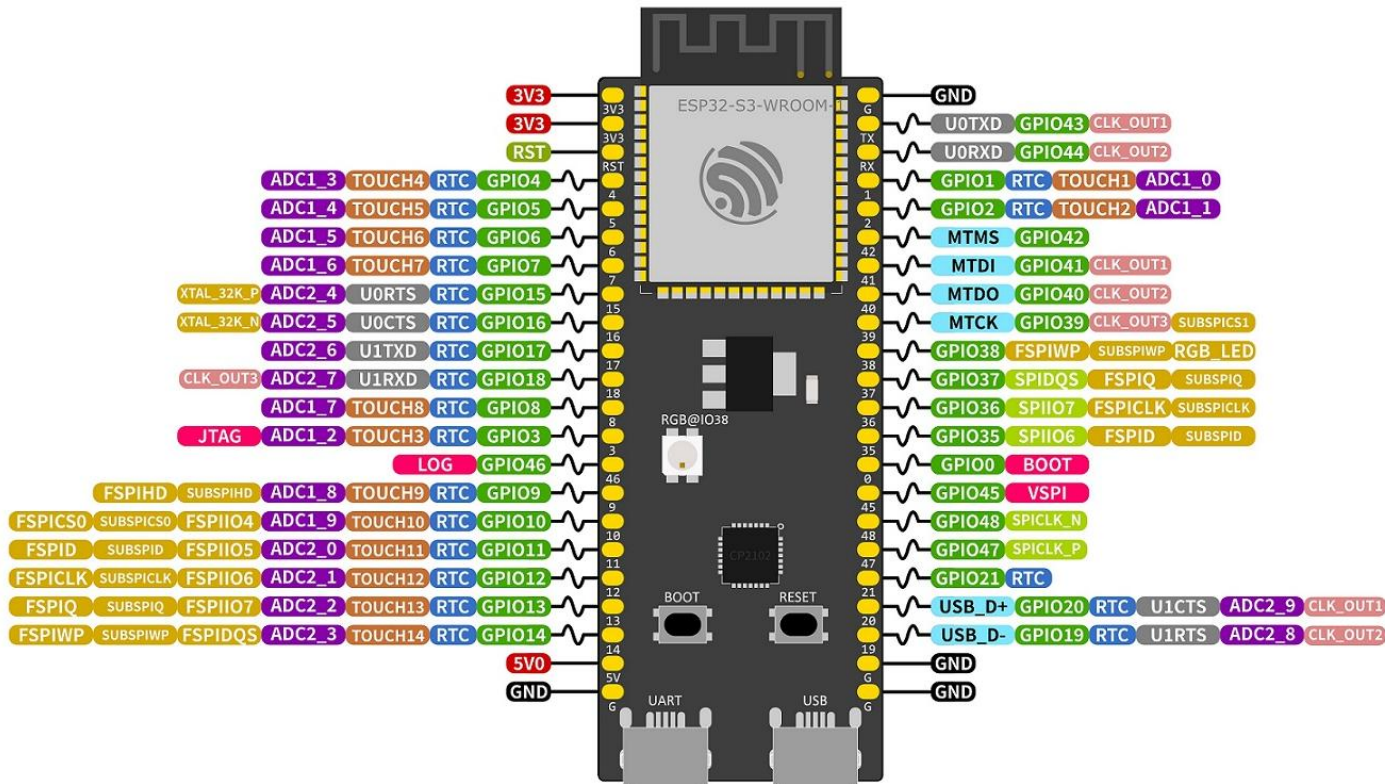 ESP32-S3-WROOM-1
3V3 3V3 G GND
3V3 3V3 TX U0TXD GPIO43 CLK_OUT1
RST RST RX U0RXD GPIO44 CLK_OUT2
ADC1_3 TOUCH4 RTC GPIO4 4 1 GPIO1 RTC TOUCH1 ADC1_0
ADC1_4 TOUCH5 RTC GPIO5 5 2 GPIO2 RTC TOUCH2 ADC1_1
ADC1_5 TOUCH6 RTC GPIO6 6 42 MTMS GPIO42
ADC1_6 TOUCH7 RTC GPIO7 7 41 MTDI GPIO41 CLK_OUT1
XTAL_32K_P ADC2_4 U0RTS RTC GPIO15 15 40 MTDO GPIO40 CLK_OUT2
XTAL_32K_N ADC2_5 U0CTS RTC GPIO16 16 39 MTCK GPIO39 CLK_OUT3 SUBSPICS1
ADC2_6 U1TXD RTC GPIO17 17 38 GPIO38 FSPIWP SUBSPIWP RGB_LED
CLK_OUT3 ADC2_7 U1RXD RTC GPIO18 18 37 GPIO37 SPIDQS FSPIQ SUBSPIQ
ADC1_7 TOUCH8 RTC GPIO8 8 36 GPIO36 SPIIO7 FSPICLK SUBSPICLK
RGB@IO38
JTAG ADC1_2 TOUCH3 RTC GPIO3 3 35 GPIO35 SPIIO6 FSPID SUBSPID
LOG GPIO46 46 0 GPIO0 BOOT
FSPIHD SUBSPIHD ADC1_8 TOUCH9 RTC GPIO9 9 45 GPIO45 VSPI
FSPICS0 SUBSPICS0 FSPIIO4 ADC1_9 TOUCH10 RTC GPIO10 10 48 GPIO48 SPICLK_N
FSPID SUBSPID FSPIIO5 ADC2_0 TOUCH11 RTC GPIO11 11 CP2102 47 GPIO47 SPICLK_P
FSPICLK SUBSPICLK FSPIIO6 ADC2_1 TOUCH12 RTC GPIO12 12 21 GPIO21 RTC
BOOT RESET
FSPIQ SUBSPIQ FSPIIO7 ADC2_2 TOUCH13 RTC GPIO13 13 20 USB_D+ GPIO20 RTC U1CTS ADC2_9 CLK_OUT1
FSPIWP SUBSPIWP FSPIDQS ADC2_3 TOUCH14 RTC GPIO14 14 19 USB_D- GPIO19 RTC U1RTS ADC2_8 CLK_OUT2
5V0 5V G GND
GND G G GND
UART USB